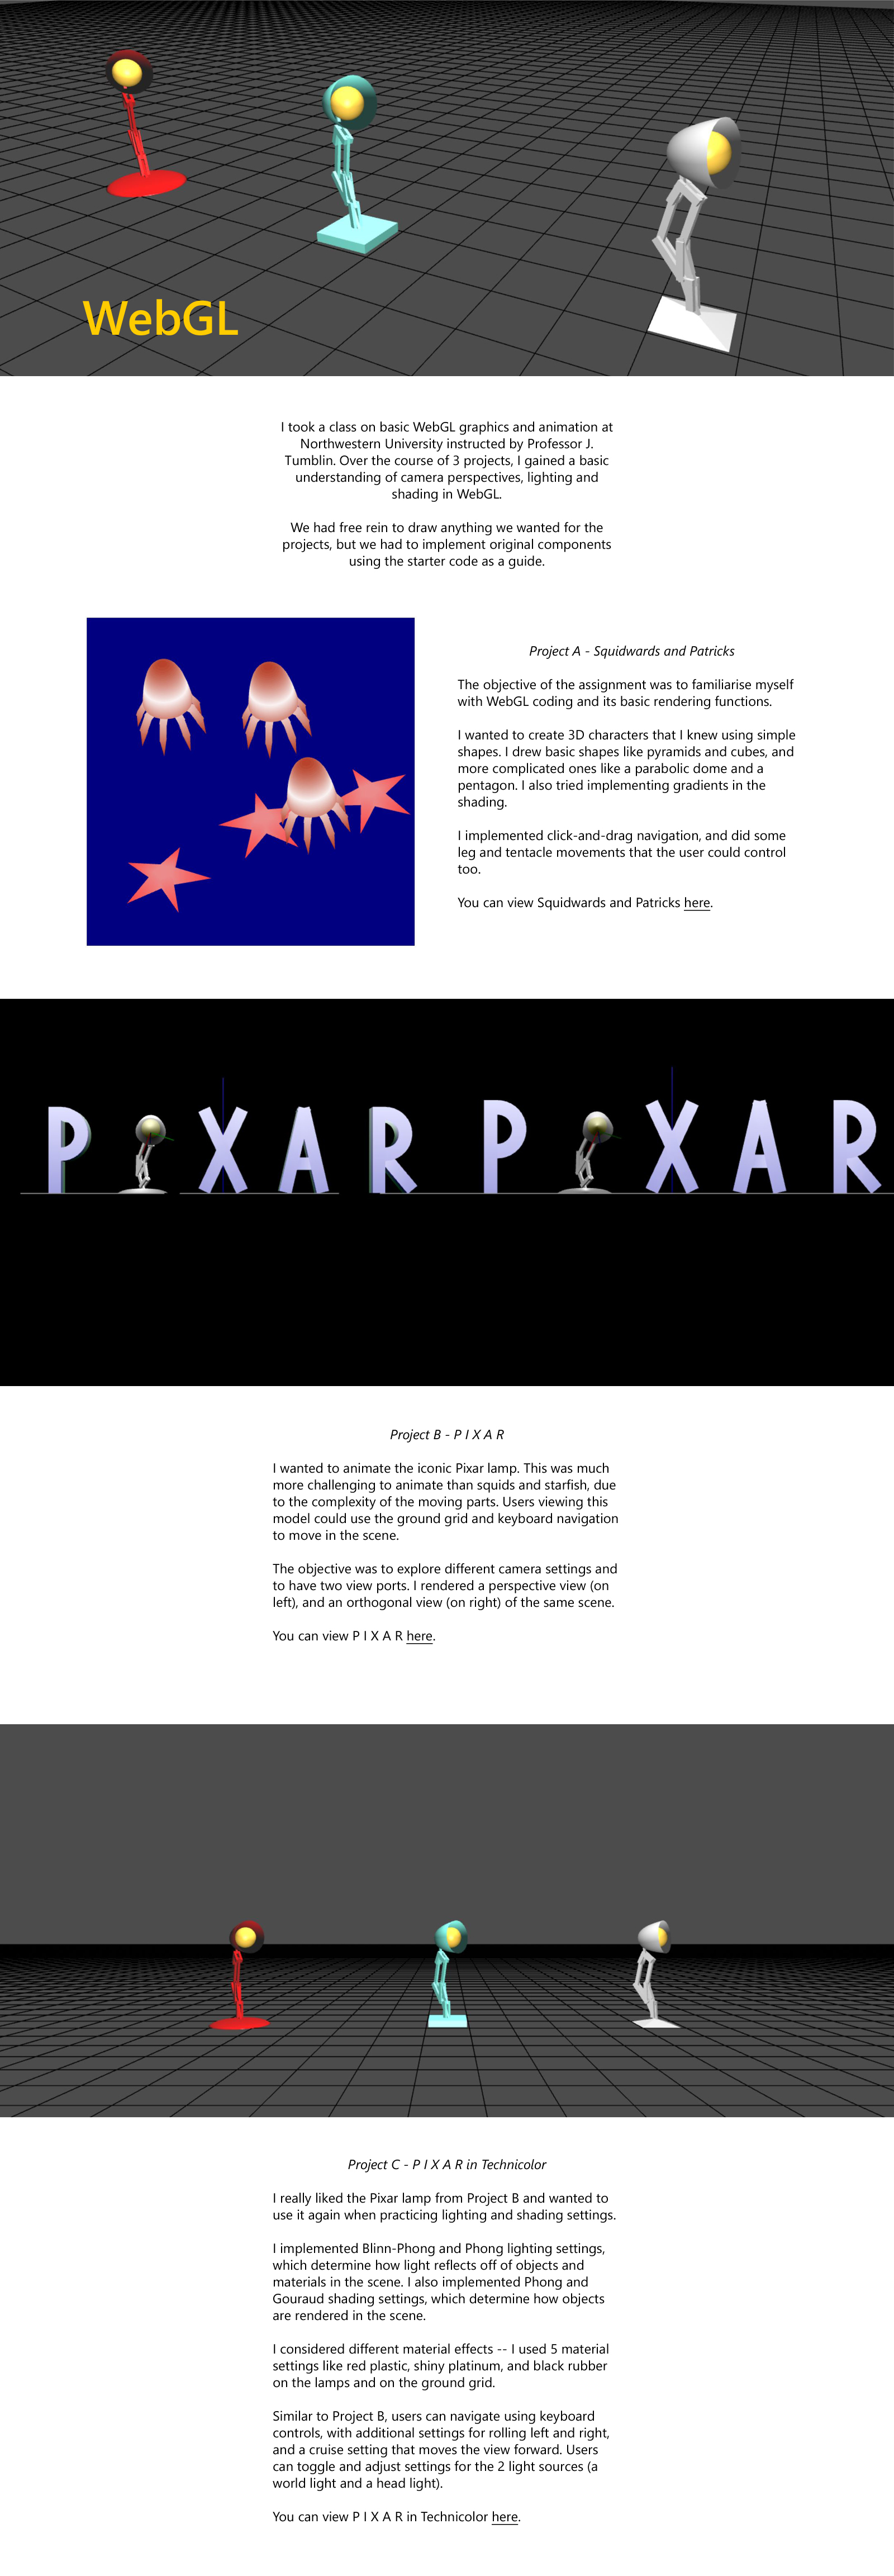 WebGL
I took a class on basic WebGL graphics and animation at
Northwestern University instructed by Professor J.
Tumblin. Over the course of 3 projects, I gained a basic
understanding of camera perspectives, lighting and
shading in WebGL.
We had free rein to draw anything we wanted for the
projects, but we had to implement original components
using the starter code as a guide.
Project A - Squidwards and Patricks
The objective of the assignment was to familiarise myself
with WebGL coding and its basic rendering functions.
I wanted to create 3D characters that I knew using simple
shapes. I drew basic shapes like pyramids and cubes, and
more complicated ones like a parabolic dome and a
pentagon. I also tried implementing gradients in the
shading.
I implemented click-and-drag navigation, and did some
leg and tentacle movements that the user could control
too.
You can view Squidwards and Patricks here.
P X A R P X A R
Project B - P I X A R
I wanted to animate the iconic Pixar lamp. This was much
more challenging to animate than squids and starfish, due
to the complexity of the moving parts. Users viewing this
model could use the ground grid and keyboard navigation
to move in the scene.
The objective was to explore different camera settings and
to have two view ports. I rendered a perspective view (on
left), and an orthogonal view (on right) of the same scene.
You can view P I X A R here.
Project C - P I X A R in Technicolor
I really liked the Pixar lamp from Project B and wanted to
use it again when practicing lighting and shading settings.
I implemented Blinn-Phong and Phong lighting settings,
which determine how light reflects off of objects and
materials in the scene. I also implemented Phong and
Gouraud shading settings, which determine how objects
are rendered in the scene.
I considered different material effects -- I used 5 material
settings like red plastic, shiny platinum, and black rubber
on the lamps and on the ground grid.
Similar to Project B, users can navigate using keyboard
controls, with additional settings for rolling left and right,
and a cruise setting that moves the view forward. Users
can toggle and adjust settings for the 2 light sources (a
world light and a head light).
You can view P I X A R in Technicolor here.